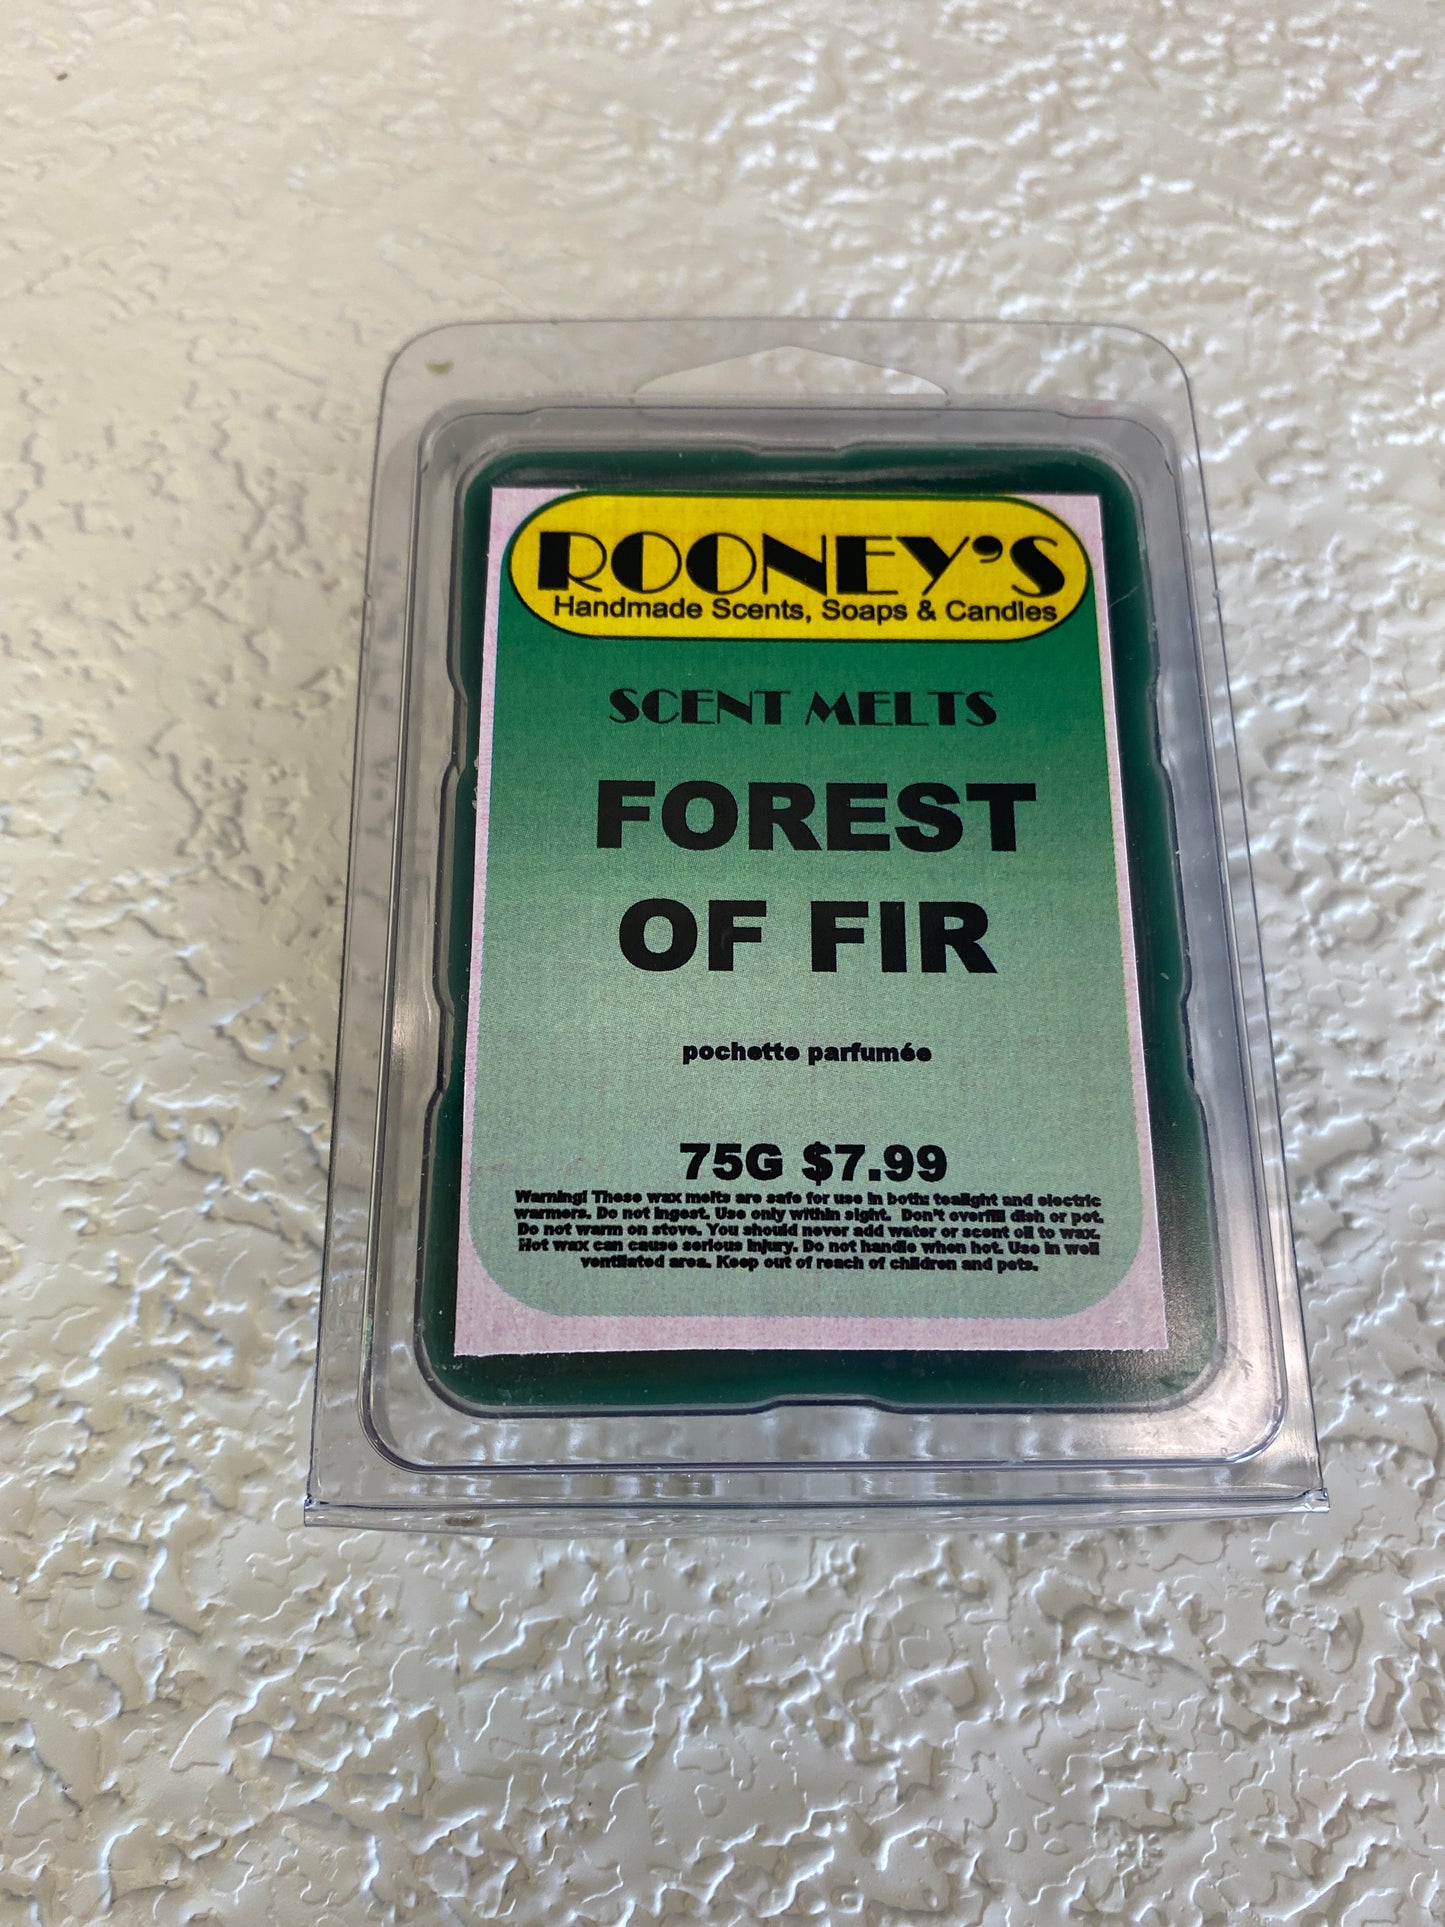 ROONEY'S
Handmade Scents, Soaps & Candles
SCENT MELTS
FOREST
OF FIR
pochette parfumée
75G $7.99
Warning! These wax melts are safe for use in both: tealight and electric
warmers. Do not ingest. Use only within sight. Don't overfill dish or pot.
Do not warm on stove. You should never add water or scent oil to wax.
Hot wax can cause serious injury. Do not handle when hot. Use in well
ventilated area. Keep out of reach of children and pets.